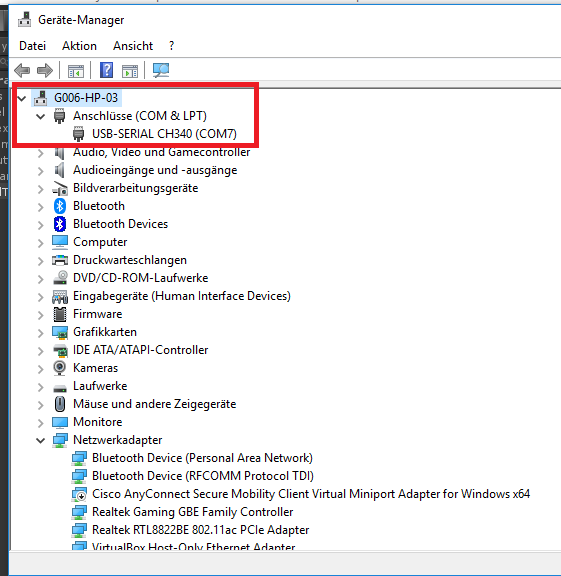 Geräte-Manager
Datei Aktion Ansicht ?
G006-HP-03
Anschlüsse (COM & LPT)
USB-SERIAL CH340 (COM7)
Audio, Video und Gamecontroller
Audioeingänge und -ausgänge
Bildverarbeitungsgeräte
Bluetooth
Bluetooth Devices
Computer
Druckwarteschlangen
DVD/CD-ROM-Laufwerke
Eingabegeräte (Human Interface Devices)
Firmware
Grafikkarten
IDE ATA/ATAPI-Controller
Kameras
Laufwerke
Mäuse und andere Zeigegeräte
Monitore
Netzwerkadapter
Bluetooth Device (Personal Area Network)
Bluetooth Device (RFCOMM Protocol TDI)
Cisco AnyConnect Secure Mobility Client Virtual Miniport Adapter for Windows x64
Realtek Gaming GBE Family Controller
Realtek RTL8822BE 802.11ac PCIe Adapter
VirtualBox Host-Only Ethernet Adapter